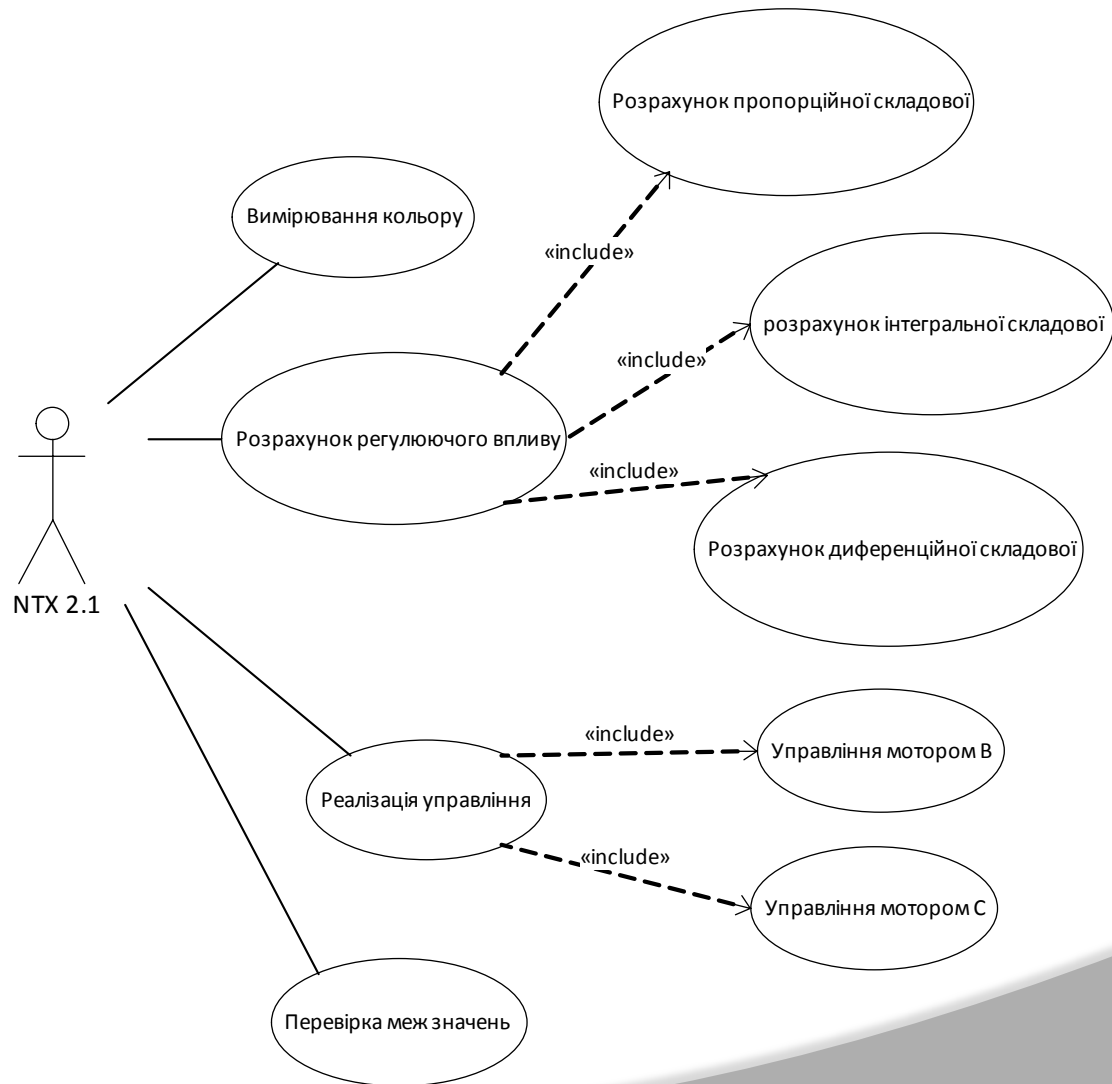 Розрахунок пропорційної складової
Вимірювання кольору
«include»
розрахунок інтегральної складової
«include»
Розрахунок регулюючого впливу
«include»
Розрахунок диференційної складової
NTX 2.1
«include»
Управління мотором В
Реалізація управління
«include»
Управління мотором С
Перевірка меж значень